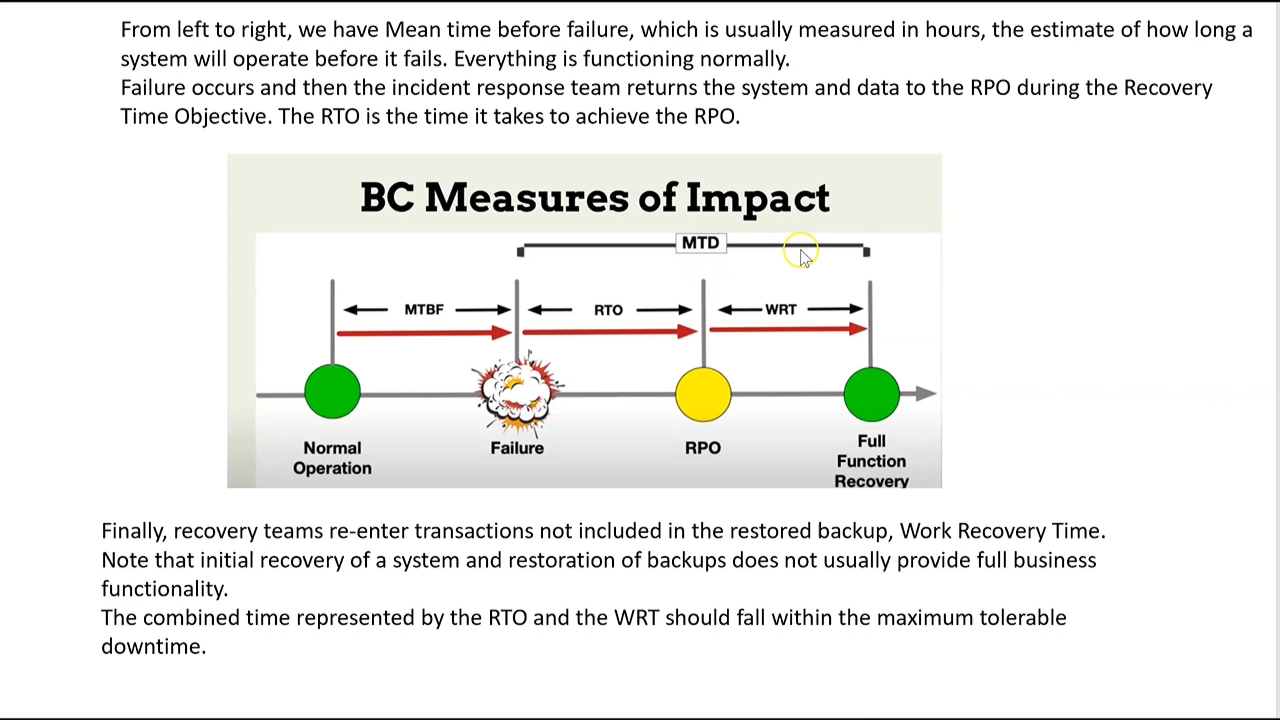 From left to right, we have Mean time before failure, which is usually measured in hours, the estimate of how long a
system will operate before it fails. Everything is functioning normally.
Failure occurs and then the incident response team returns the system and data to the RPO during the Recovery
Time Objective. The RTO is the time it takes to achieve the RPO.
BC Measures of Impact
MTD
MTBF
RTO
WRT
Normal
Operation
Failure
RPO
Full
Function
Recovery
Finally, recovery teams re-enter transactions not included in the restored backup, Work Recovery Time.
Note that initial recovery of a system and restoration of backups does not usually provide full business
functionality.
The combined time represented by the RTO and the WRT should fall within the maximum tolerable
downtime.